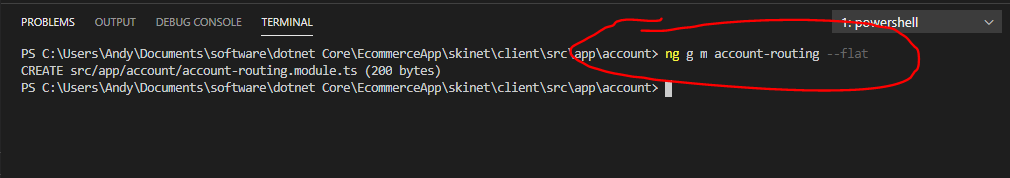 PROBLEMS OUTPUT DEBUG CONSOLE TERMINAL 1: powershell
PS C:\Users\Andy\Documents\software\dotnet Core\EcommerceApp\skinet\client\src\app\account> ng g m account-routing --flat
CREATE src/app/account/account-routing.module.ts (200 bytes)
PS C:\Users\Andy\Documents\software\dotnet Core\EcommerceApp\skinet\client\src\app\account>